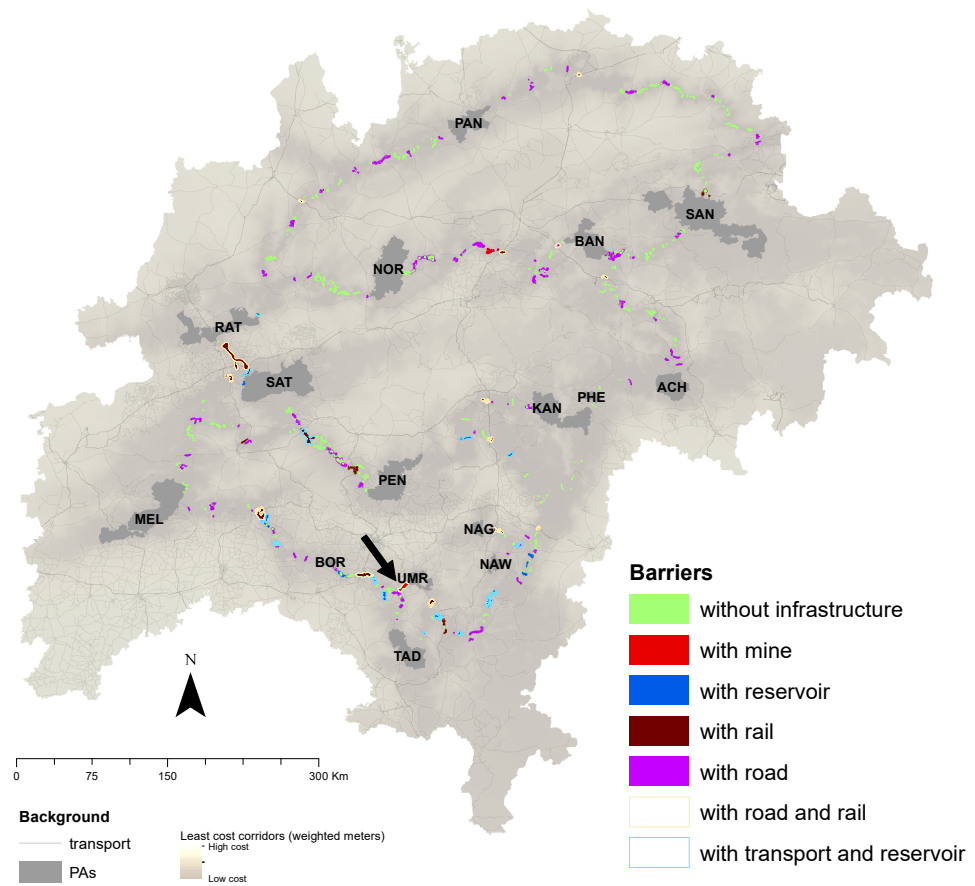 PAN
SAN
BAN
NOR
RAT
SAT
ACH
KAN
PHE
PEN
MEL
NAG
BOR
UMR
NAW
TAD
N
0 75 150 300 Km
Background
transport
PAs
Least cost corridors (weighted meters)
High cost
Low cost
Barriers
without infrastructure
with mine
with reservoir
with rail
with road
with road and rail
with transport and reservoir